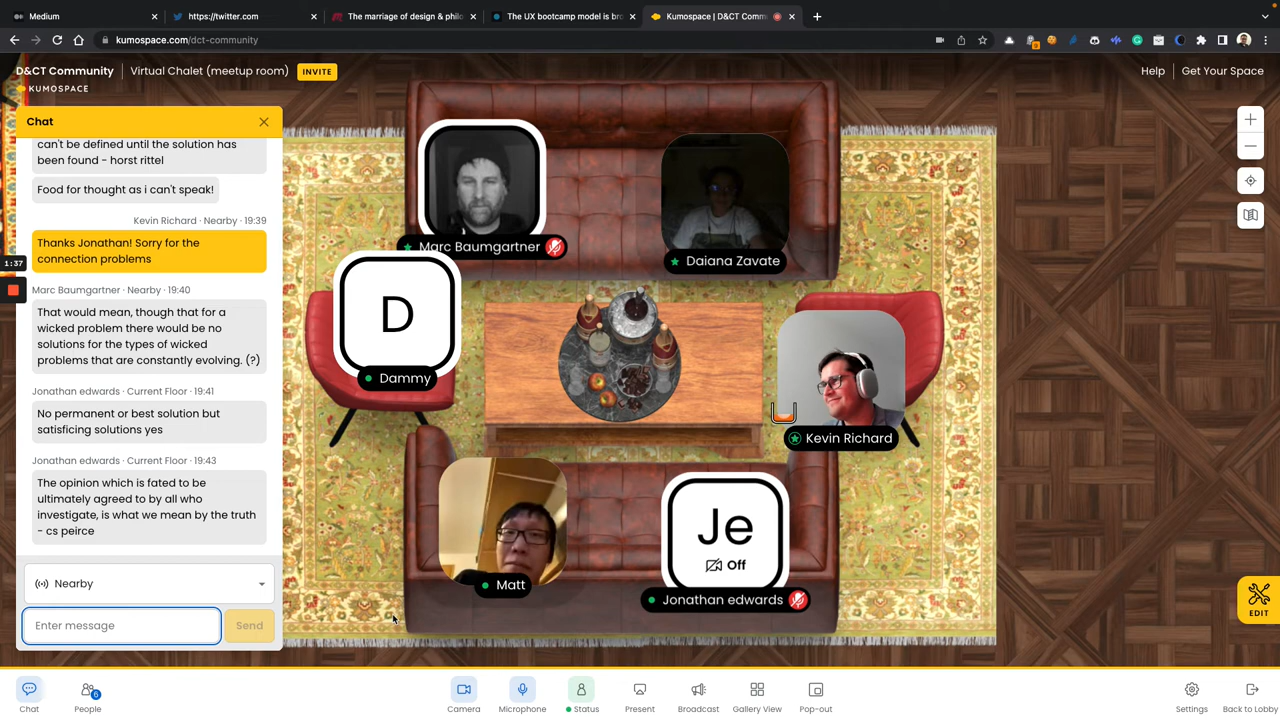 Medium
https://twitter.com
The marriage of design & philo
The UX bootcamp model is br
Kumospace | D&CT Comm
kumospace.com/dct-community
D&CT Community
Virtual Chalet (meetup room)
INVITE
KUMOSPACE
Help
Get Your Space
Chat
can't be defined until the solution has
been found - horst rittel
Food for thought as i can't speak!
Kevin Richard · Nearby · 19:39
Thanks Jonathan! Sorry for the
connection problems
1:37
Marc Baumgartner · Nearby · 19:40
That would mean, though that for a
wicked problem there would be no
solutions for the types of wicked
problems that are constantly evolving. (?)
Jonathan edwards · Current Floor · 19:41
No permanent or best solution but
satisficing solutions yes
Jonathan edwards · Current Floor · 19:43
The opinion which is fated to be
ultimately agreed to by all who
investigate, is what we mean by the truth
- cs peirce
Nearby
Enter message
Send
Marc Baumgartner
Daiana Zavate
D
Dammy
Kevin Richard
Matt
Je
Off
Jonathan edwards
EDIT
Chat
6
People
Camera
Microphone
Status
Present
Broadcast
Gallery View
Pop-out
Settings
Back to Lobby